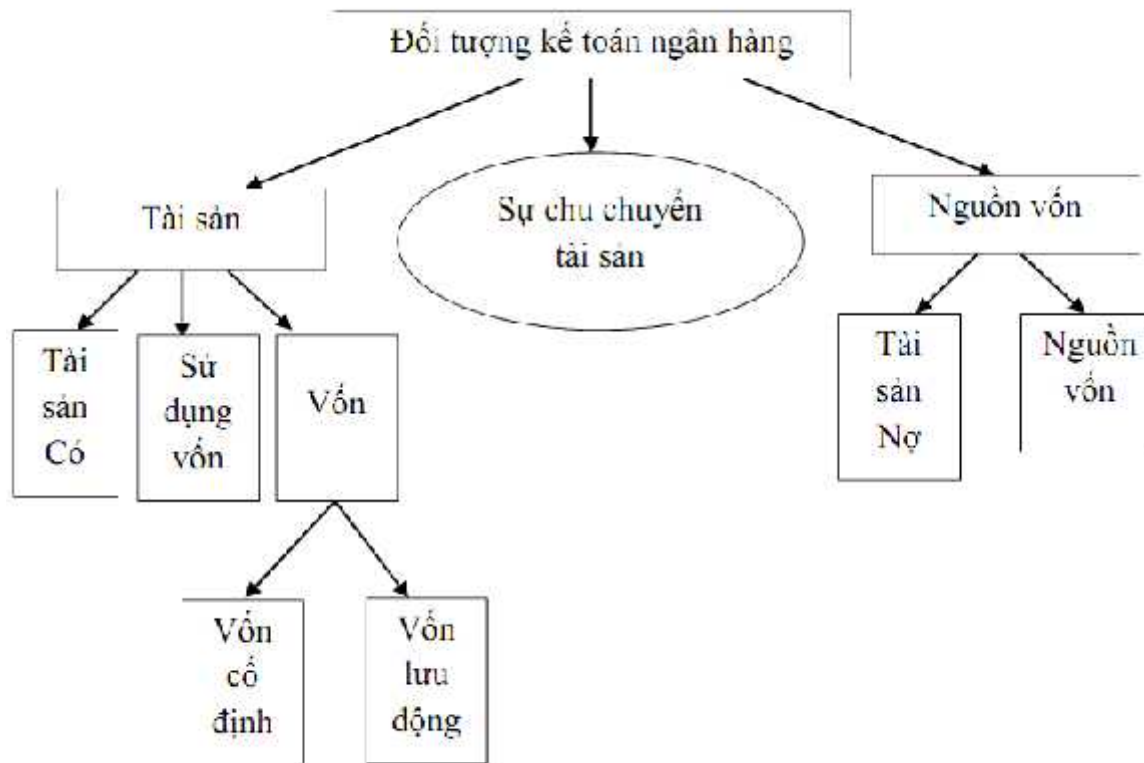 Đối tượng kế toán ngân hàng
Tài sản
Sự chu chuyển
tài sản
Nguồn vốn
Tài
sản
Có
Sử
dụng
vốn
Vốn
Tài
sản
Nợ
Nguồn
vốn
Vốn
cố
định
Vốn
lưu
động